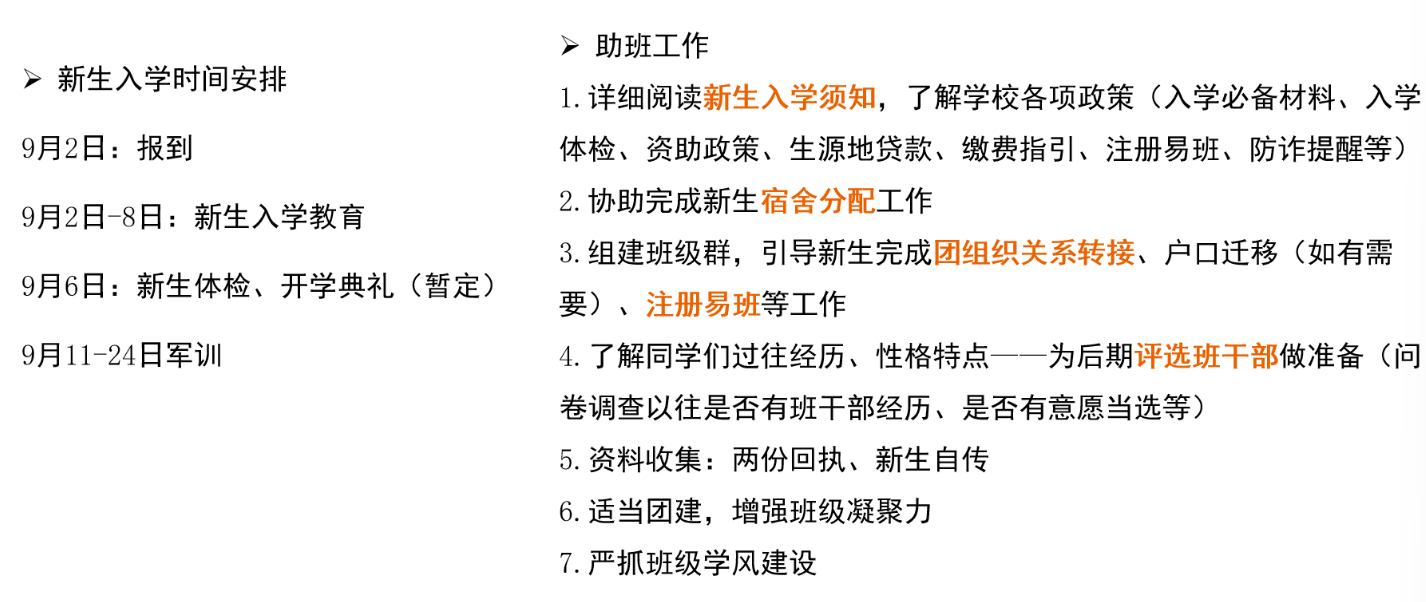 ➢ 新生入学时间安排
9月2日：报到
9月2日-8日：新生入学教育
9月6日：新生体检、开学典礼（暂定）
9月11-24日军训
➢ 助班工作
1.详细阅读新生入学须知，了解学校各项政策（入学必备材料、入学
体检、资助政策、生源地贷款、缴费指引、注册易班、防诈提醒等）
2.协助完成新生宿舍分配工作
3.组建班级群，引导新生完成团组织关系转接、户口迁移（如有需
要）、注册易班等工作
4.了解同学们过往经历、性格特点——为后期评选班干部做准备（问
卷调查以往是否有班干部经历、是否有意愿当选等）
5.资料收集：两份回执、新生自传
6.适当团建，增强班级凝聚力
7.严抓班级学风建设